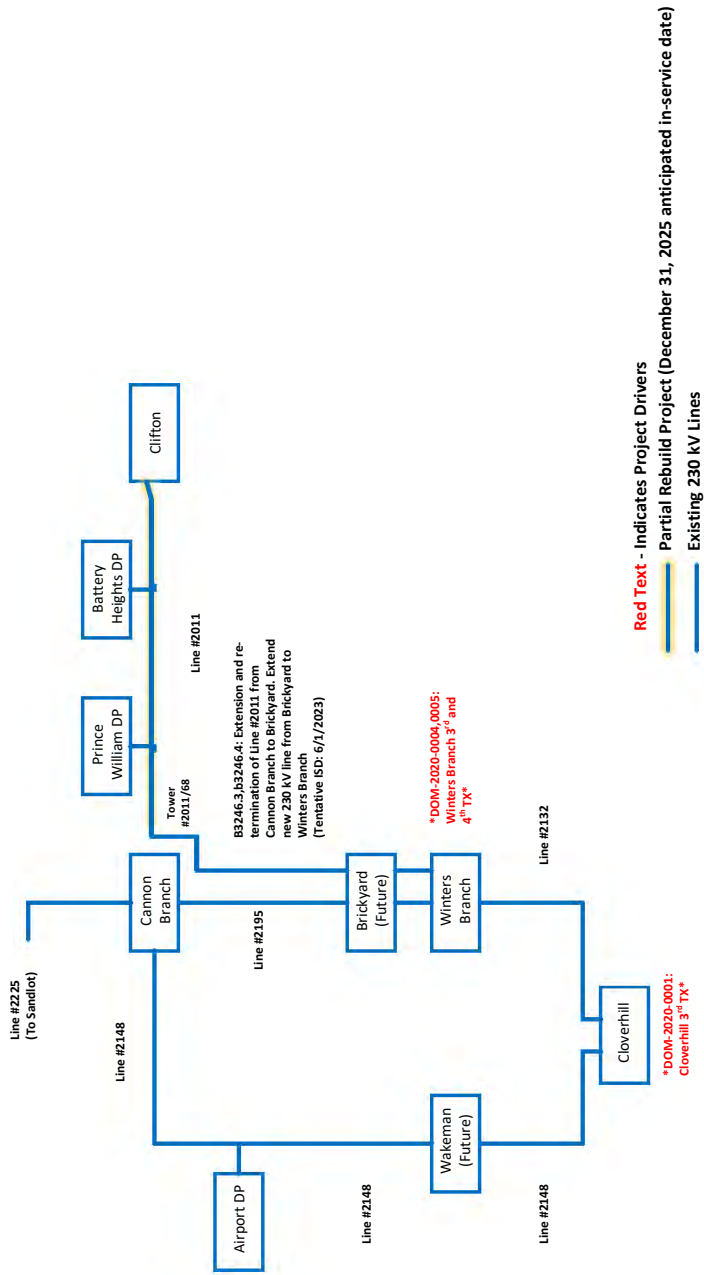 Line #2225
(To Sandlot)
Line #2148
Cannon
Branch
Prince
William DP
Battery
Heights DP
Clifton
Tower
#2011/68
Line #2011
Airport DP
Line #2195
B3246.3,b3246.4: Extension and re-
termination of Line #2011 from
Cannon Branch to Brickyard. Extend
new 230 kV line from Brickyard to
Winters Branch
(Tentative ISD: 6/1/2023)
Line #2148
Brickyard
(Future)
Wakeman
(Future)
Winters
Branch
*DOM-2020-0004,0005:
Winters Branch 3rd and
4th TX*
Line #2148
Line #2132
Cloverhill
*DOM-2020-0001:
Cloverhill 3rd TX*
Red Text - Indicates Project Drivers
Partial Rebuild Project (December 31, 2025 anticipated in-service date)
Existing 230 kV Lines